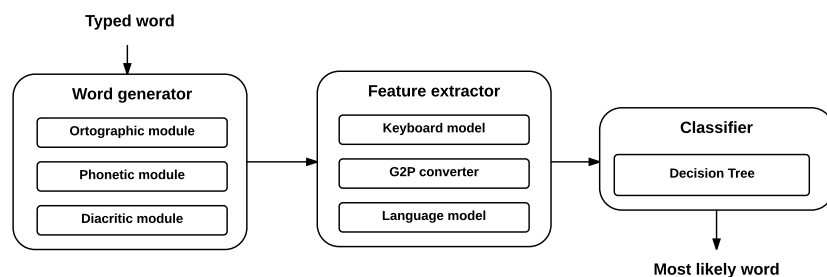 Typed word
Word generator
Ortographic module
Phonetic module
Diacritic module
Feature extractor
Keyboard model
G2P converter
Language model
Classifier
Decision Tree
Most likely word